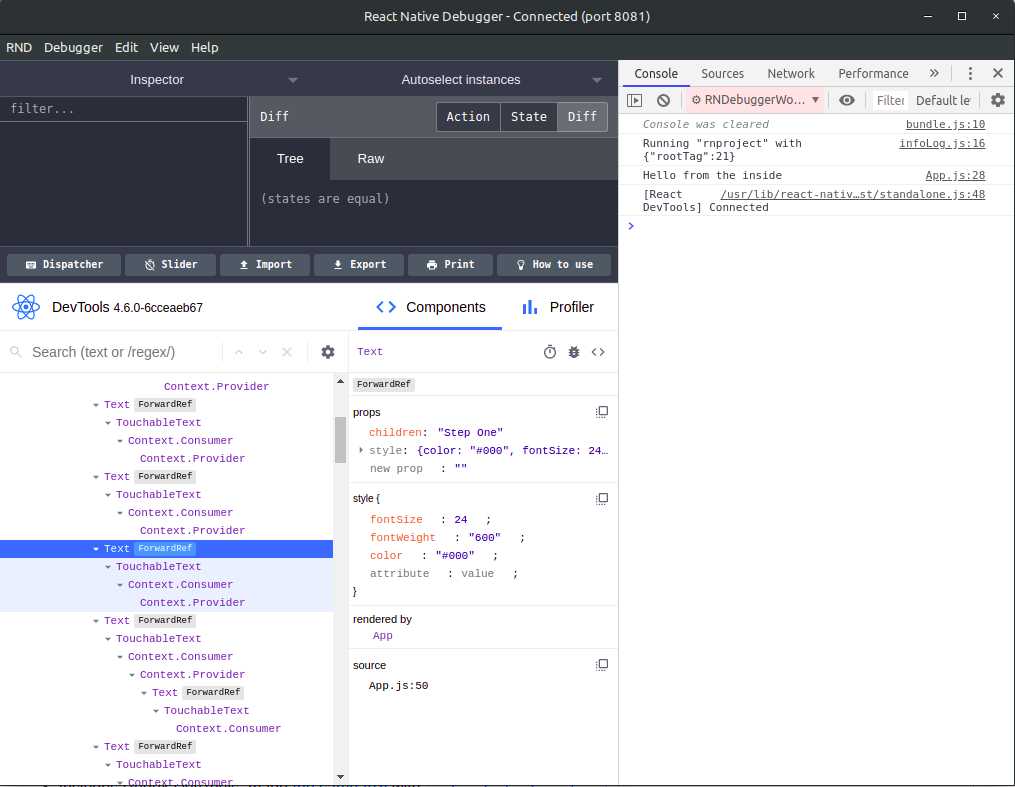 React Native Debugger - Connected (port 8081)
RND Debugger Edit View Help
Inspector
Autoselect instances
filter...
Diff
Action State Diff
Tree Raw
(states are equal)
Dispatcher Slider Import Export Print How to use
DevTools 4.6.0-6cceaeb67
Components Profiler
Search (text or /regex/)
Context.Provider
Text ForwardRef
TouchableText
Context.Consumer
Context.Provider
Text ForwardRef
TouchableText
Context.Consumer
Context.Provider
Text ForwardRef
TouchableText
Context.Consumer
Context.Provider
Text ForwardRef
TouchableText
Context.Consumer
Context.Provider
Text ForwardRef
TouchableText
Context.Consumer
Text ForwardRef
TouchableText
Context.Consumer
Text
ForwardRef
props
children: "Step One"
style: {color: "#000", fontSize: 24…
new prop : ""
style {
fontSize : 24 ;
fontWeight : "600" ;
color : "#000" ;
attribute : value ;
}
rendered by
App
source
App.js:50
Console Sources Network Performance
RNDebuggerWo… Filter Default le
Console was cleared bundle.js:10
Running "rnproject" with infoLog.js:16
{"rootTag":21}
Hello from the inside App.js:28
[React /usr/lib/react-nativ…st/standalone.js:48
DevTools] Connected